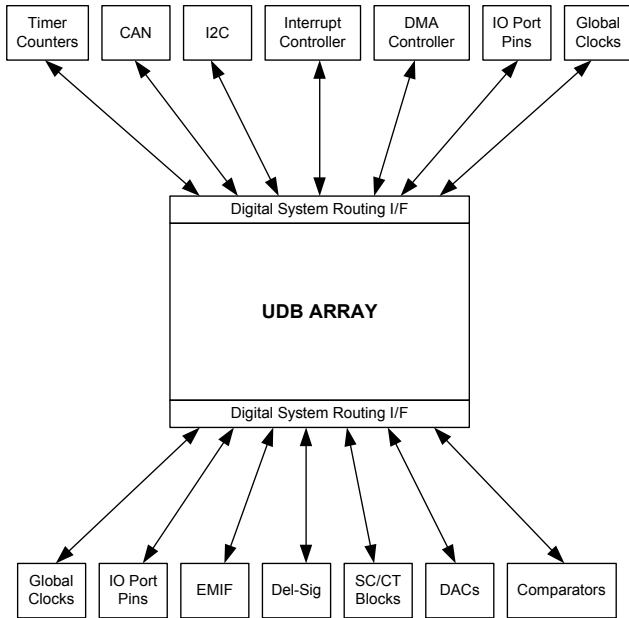 Timer
Counters
CAN
I2C
Interrupt
Controller
DMA
Controller
IO Port
Pins
Global
Clocks
Digital System Routing I/F
UDB ARRAY
Digital System Routing I/F
Global
Clocks
IO Port
Pins
EMIF
Del-Sig
SC/CT
Blocks
DACs
Comparators